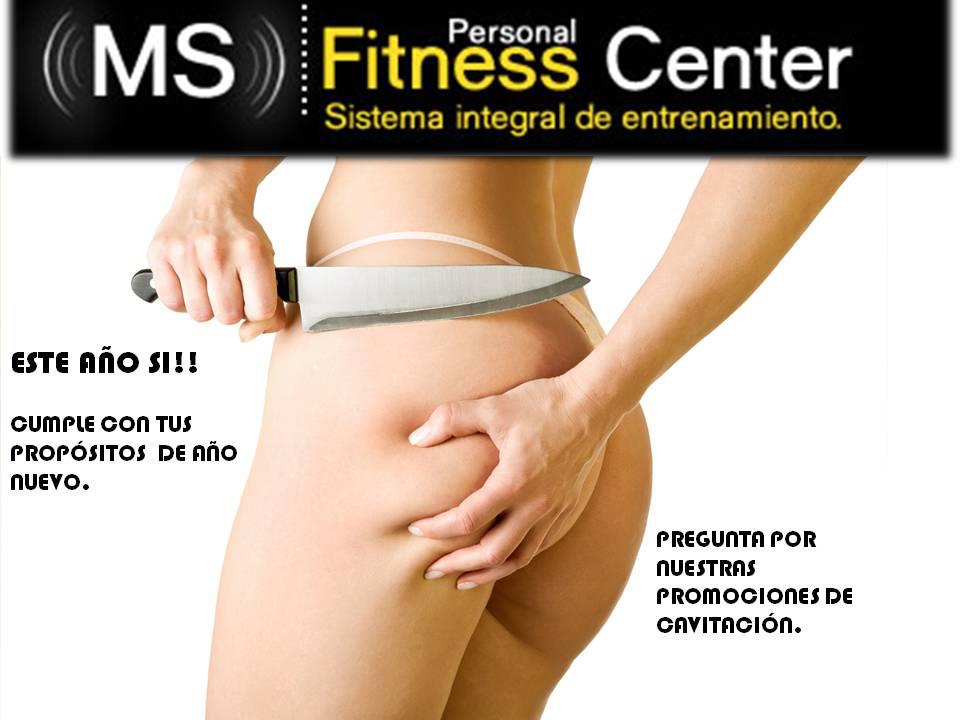 ((MS)) Personal
Fitness Center
Sistema integral de entrenamiento.
ESTE AÑO SI!!
CUMPLE CON TUS
PROPÓSITOS DE AÑO
NUEVO.
PREGUNTA POR
NUESTRAS
PROMOCIONES DE
CAVITACIÓN.